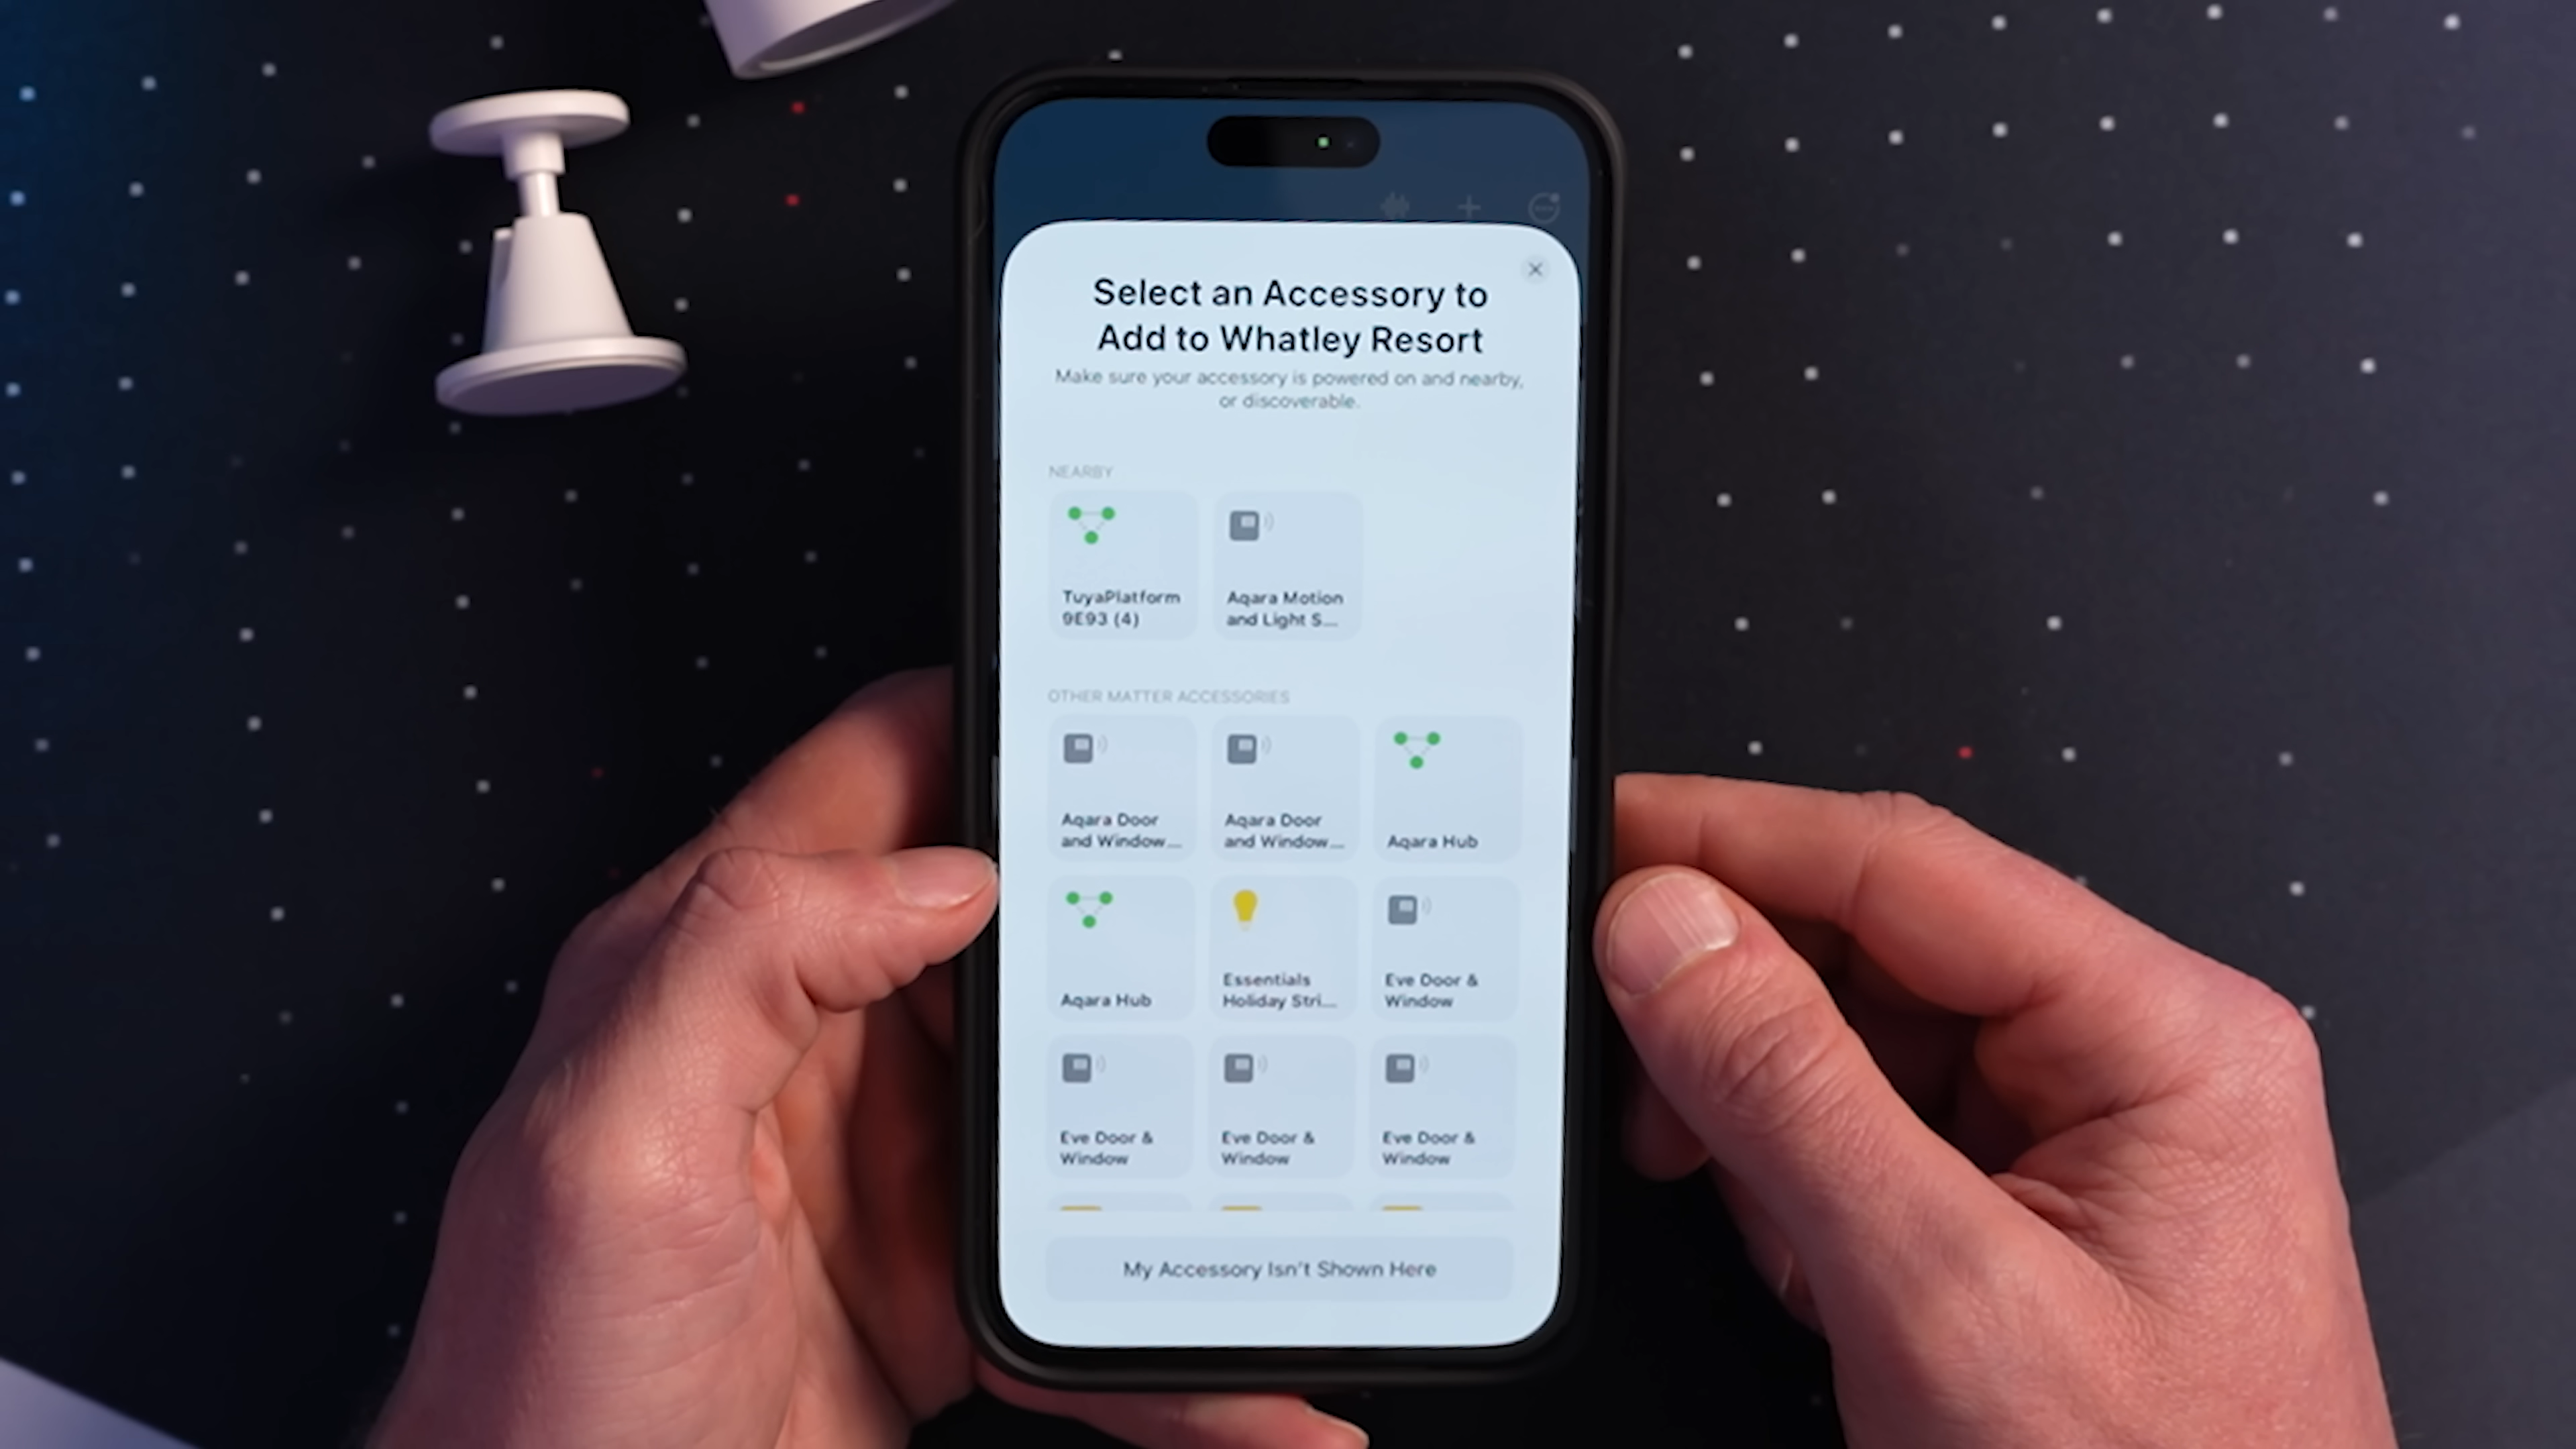 Select an Accessory to
Add to Whatley Resort
Make sure your accessory is powered on and nearby,
or discoverable.
NEARBY
TuyaPlatform
9E93 (4)
Aqara Motion
and Light S...
OTHER MATTER ACCESSORIES
Aqara Door
and Window...
Aqara Door
and Window...
Aqara Hub
Aqara Hub
Essentials
Holiday Stri...
Eve Door &
Window
Eve Door &
Window
Eve Door &
Window
Eve Door &
Window
My Accessory Isn't Shown Here